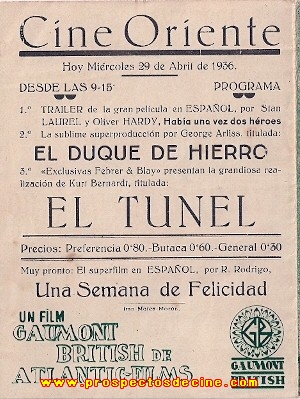 Cine Oriente
Hoy Miércoles 29 de Abril de 1936.
DESDE LAS 9-15 PROGRAMA
1.º TRAILER de la gran película en ESPAÑOL, por Stan
LAUREL y Oliver HARDY, Había una vez dos héroes
2.º La sublime superproducción por George Arliss, titulada:
EL DUQUE DE HIERRO
3.º «Exclusivas Febrer & Blay» presentan la grandiosa rea-
lización de Kurt Bernardt, titulada:
EL TUNEL
Precios: Preferencia 0'80.-Butaca 0'60.-General 0'30
Muy pronto: El superfilm en ESPAÑOL, por R. Rodrigo,
Una Semana de Felicidad
UN FILM
GAUMONT
BRITISH DE
ATLANTIC-FILMS
GB
GAUMONT
BRITISH
www.prospectosdecine.com